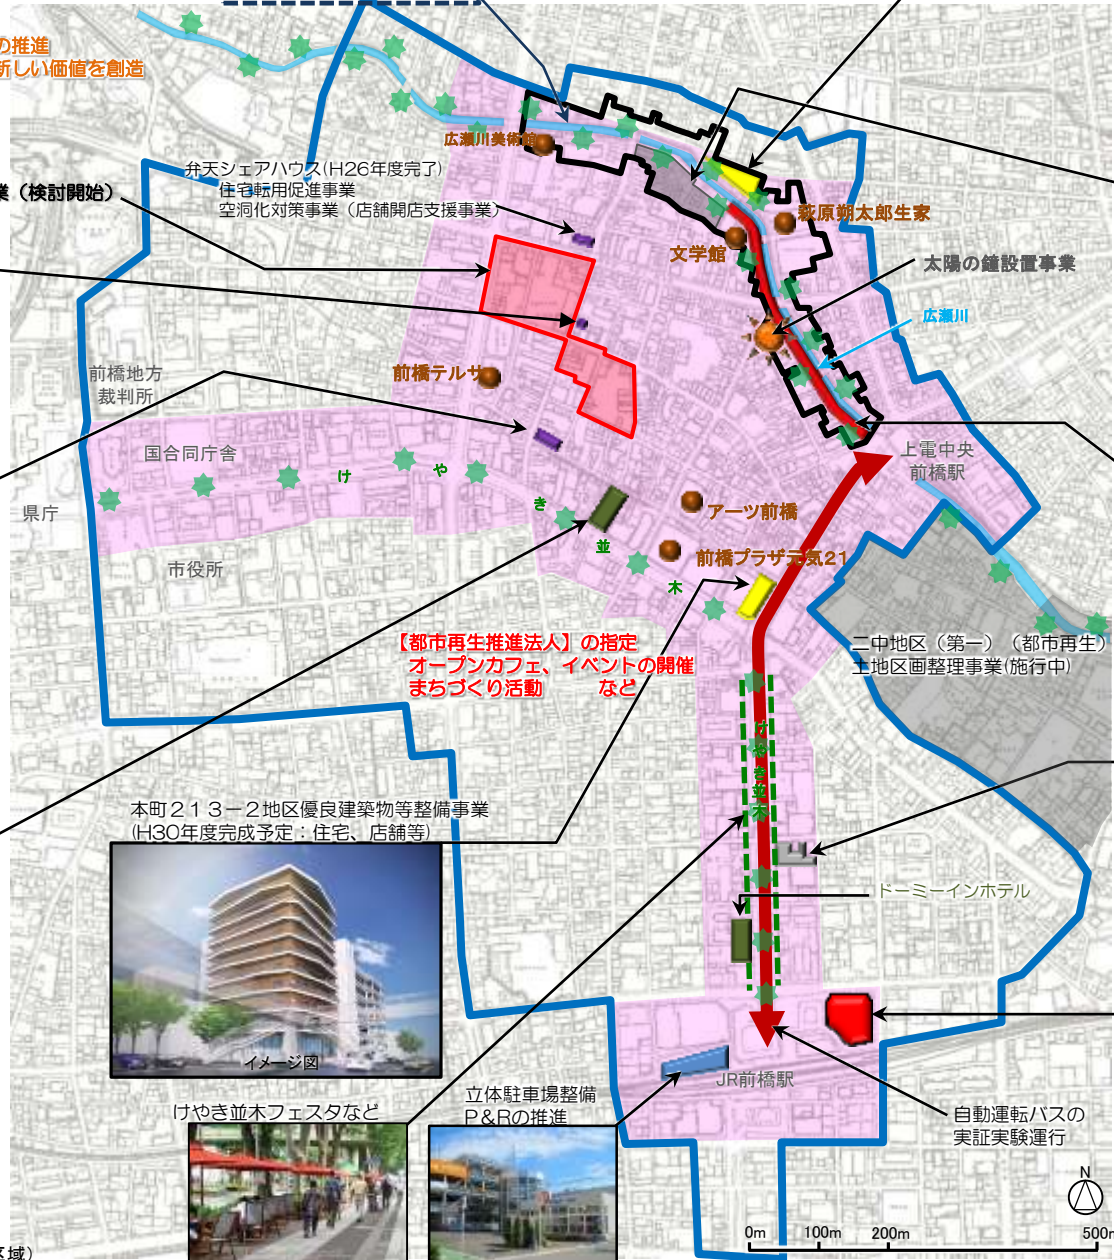 の推進
新しい価値を創造
広瀬川美術館
弁天シェアハウス(H26年度完了)
住宅転用促進事業
空洞化対策事業（店舗開店支援事業）
業（検討開始）
萩原朔太郎生家
文学館
太陽の鐘設置事業
広瀬川
前橋テルサ
前橋地方
裁判所
国合同庁舎
県庁
市役所
けやき並木
上電中央
前橋駅
アーツ前橋
前橋プラザ元気21
【都市再生推進法人】の指定
オープンカフェ、イベントの開催
まちづくり活動 など
二中地区（第一）（都市再生）
土地区画整理事業(施行中)
けやき並木
本町２１３－２地区優良建築物等整備事業
(H30年度完成予定：住宅、店舗等)
イメージ図
ドーミーインホテル
JR前橋駅
けやき並木フェスタなど
立体駐車場整備
P&Rの推進
自動運転バスの
実証実験運行
N
0m 100m 200m 500m
区域）